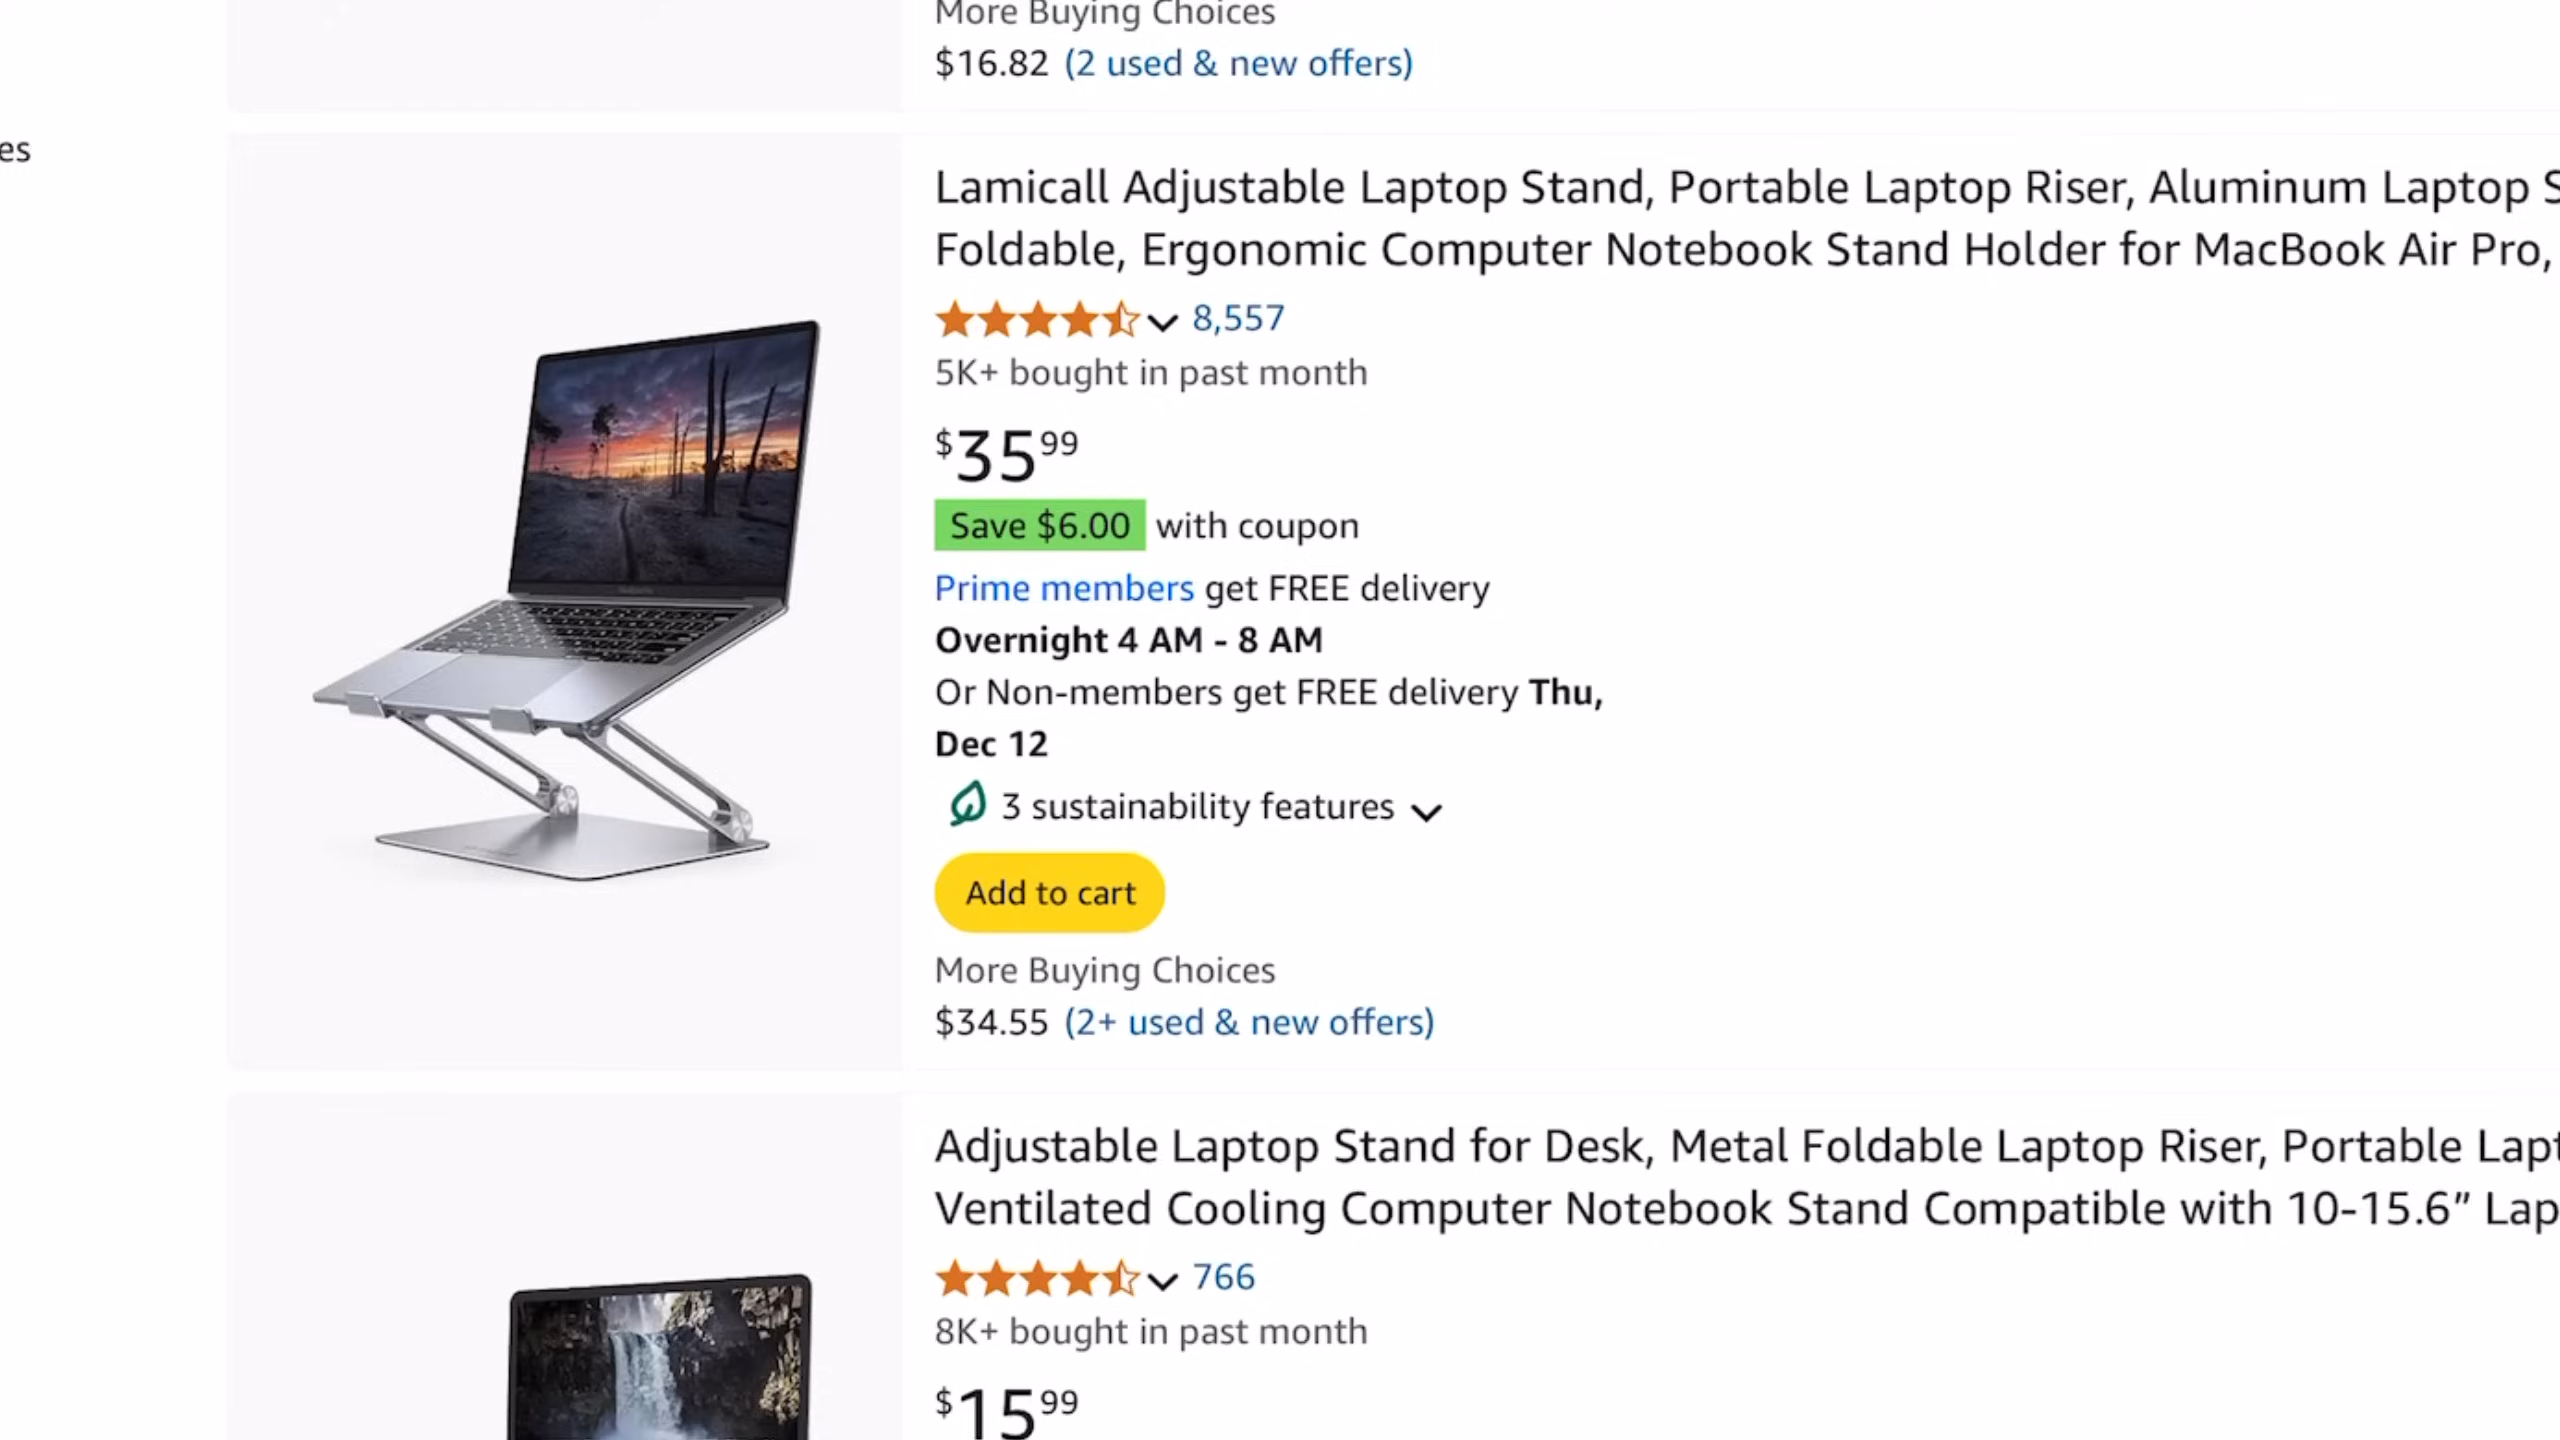 More Buying Choices
$16.82 (2 used & new offers)
es
Lamicall Adjustable Laptop Stand, Portable Laptop Riser, Aluminum Laptop S
Foldable, Ergonomic Computer Notebook Stand Holder for MacBook Air Pro,
8,557
5K+ bought in past month
$35 99
Save $6.00 with coupon
Prime members get FREE delivery
Overnight 4 AM - 8 AM
Or Non-members get FREE delivery Thu,
Dec 12
3 sustainability features
Add to cart
More Buying Choices
$34.55 (2+ used & new offers)
Adjustable Laptop Stand for Desk, Metal Foldable Laptop Riser, Portable Lapt
Ventilated Cooling Computer Notebook Stand Compatible with 10-15.6” Lap
766
8K+ bought in past month
$15 99